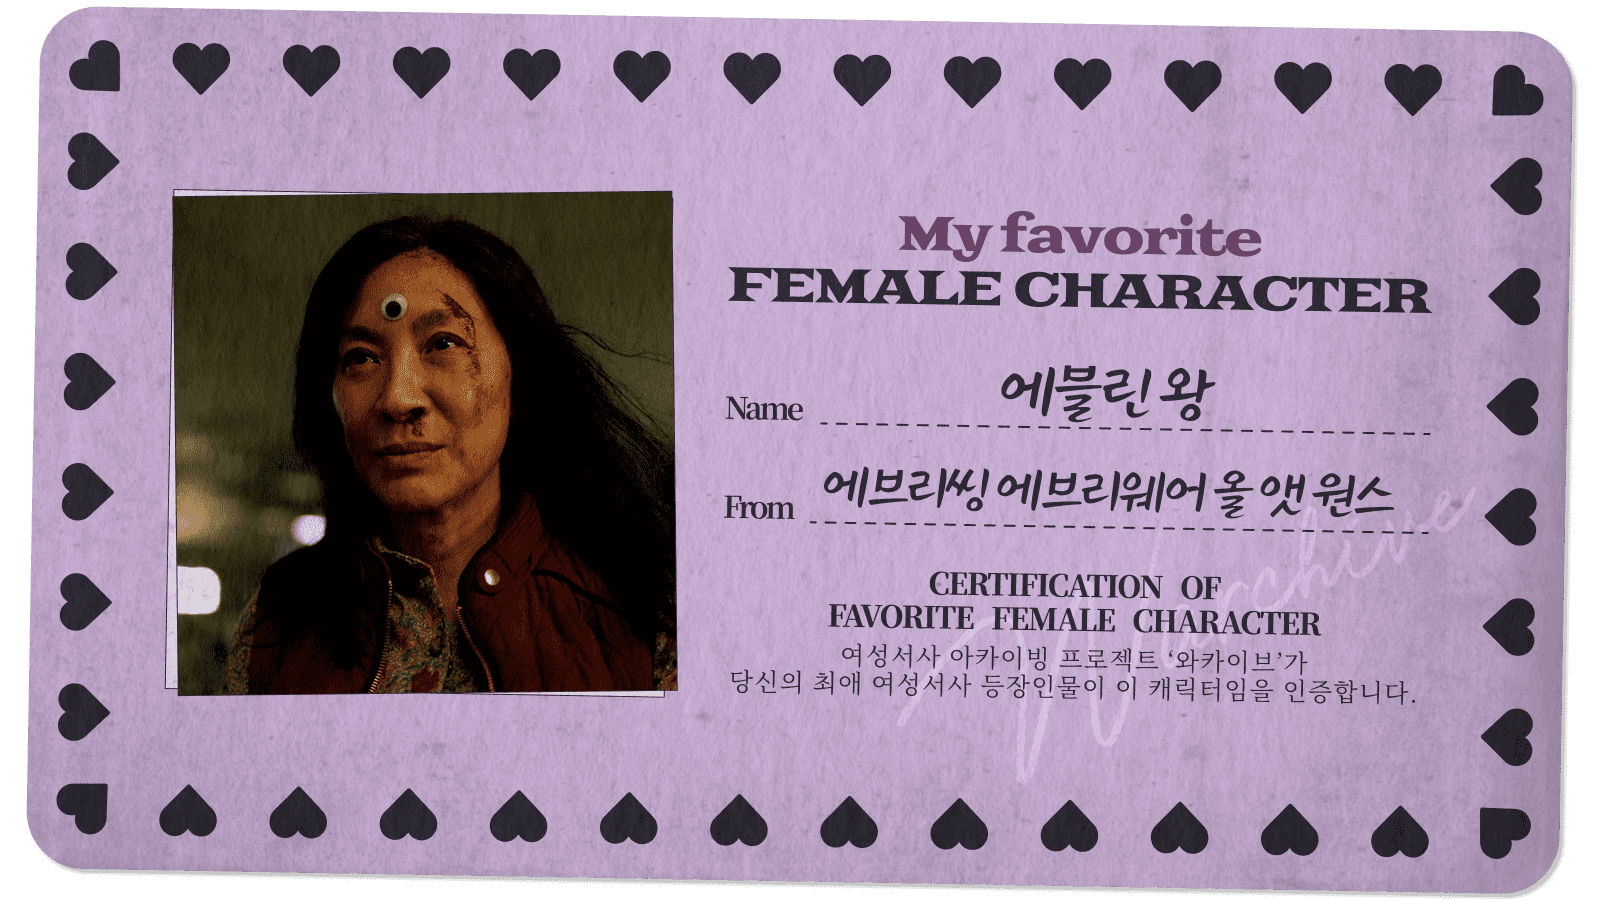 My favorite
FEMALE CHARACTER
Name 에블린 왕
From 에브리씽 에브리웨어 올 앳 원스
CERTIFICATION OF
FAVORITE FEMALE CHARACTER
여성서사 아카이빙 프로젝트 ‘와카이브’가
당신의 최애 여성서사 등장인물이 이 캐릭터임을 인증합니다.
W Archive